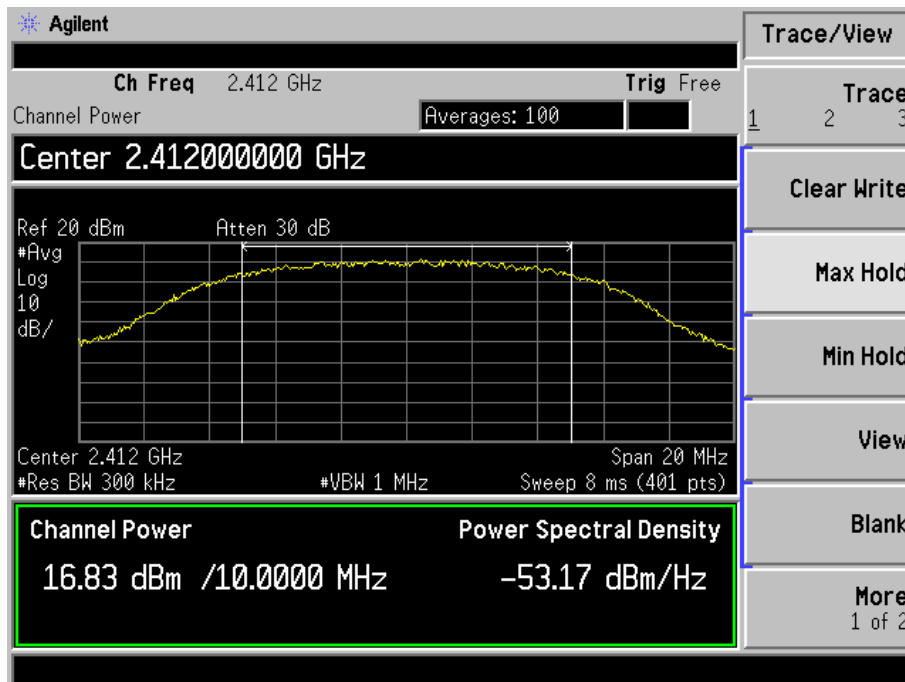 Agilent
Trace/View
Ch Freq 2.412 GHz Trig Free
Channel Power Averages: 100
Center 2.412000000 GHz
Ref 20 dBm Atten 30 dB
#Avg
Log
10
dB/
Center 2.412 GHz Span 20 MHz
#Res BW 300 kHz #VBW 1 MHz Sweep 8 ms (401 pts)
Channel Power Power Spectral Density
16.83 dBm /10.0000 MHz -53.17 dBm/Hz
Trace
1 2 3
Clear Write
Max Hold
Min Hold
View
Blank
More
1 of 2